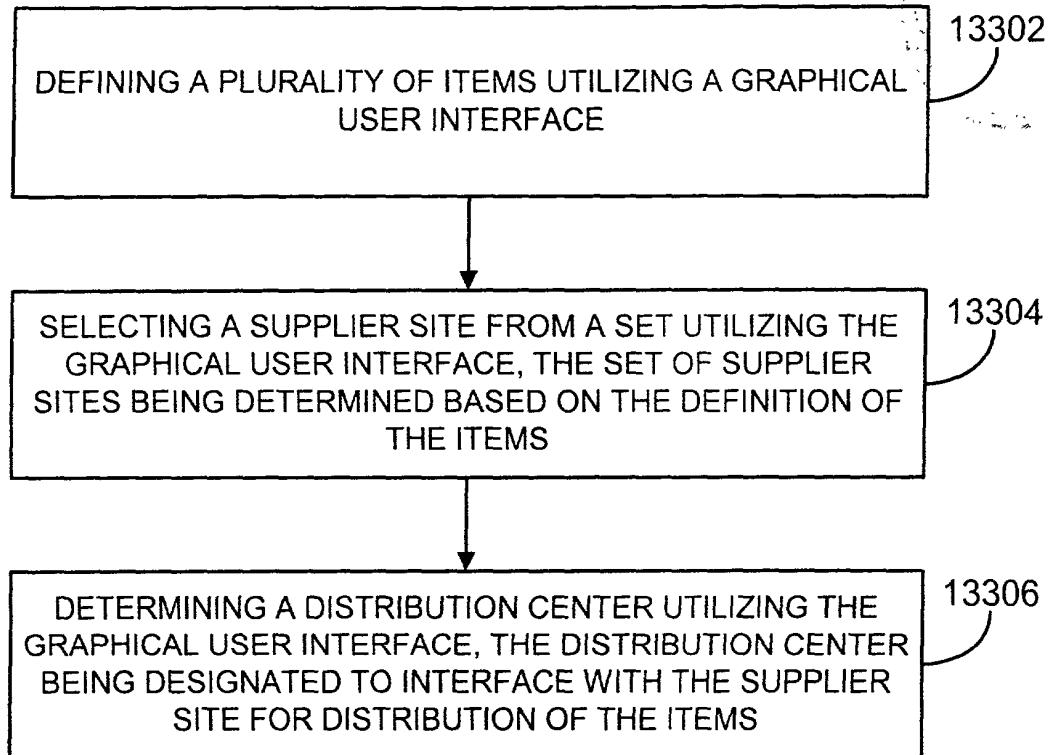 13302
DEFINING A PLURALITY OF ITEMS UTILIZING A GRAPHICAL
USER INTERFACE
13304
SELECTING A SUPPLIER SITE FROM A SET UTILIZING THE
GRAPHICAL USER INTERFACE, THE SET OF SUPPLIER
SITES BEING DETERMINED BASED ON THE DEFINITION OF
THE ITEMS
13306
DETERMINING A DISTRIBUTION CENTER UTILIZING THE
GRAPHICAL USER INTERFACE, THE DISTRIBUTION CENTER
BEING DESIGNATED TO INTERFACE WITH THE SUPPLIER
SITE FOR DISTRIBUTION OF THE ITEMS